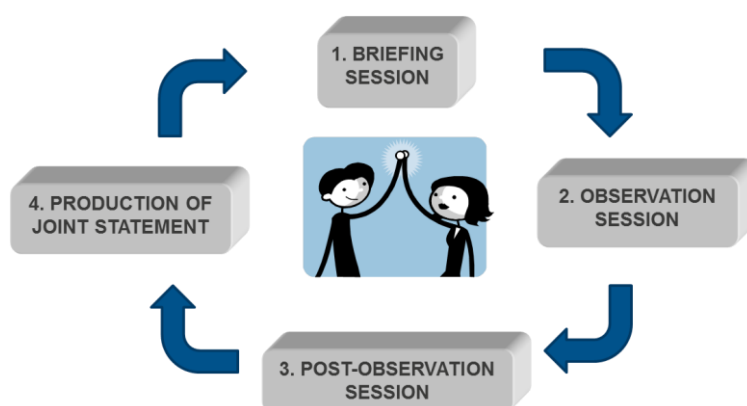 1. BRIEFING
SESSION
2. OBSERVATION
SESSION
3. POST-OBSERVATION
SESSION
4. PRODUCTION OF
JOINT STATEMENT